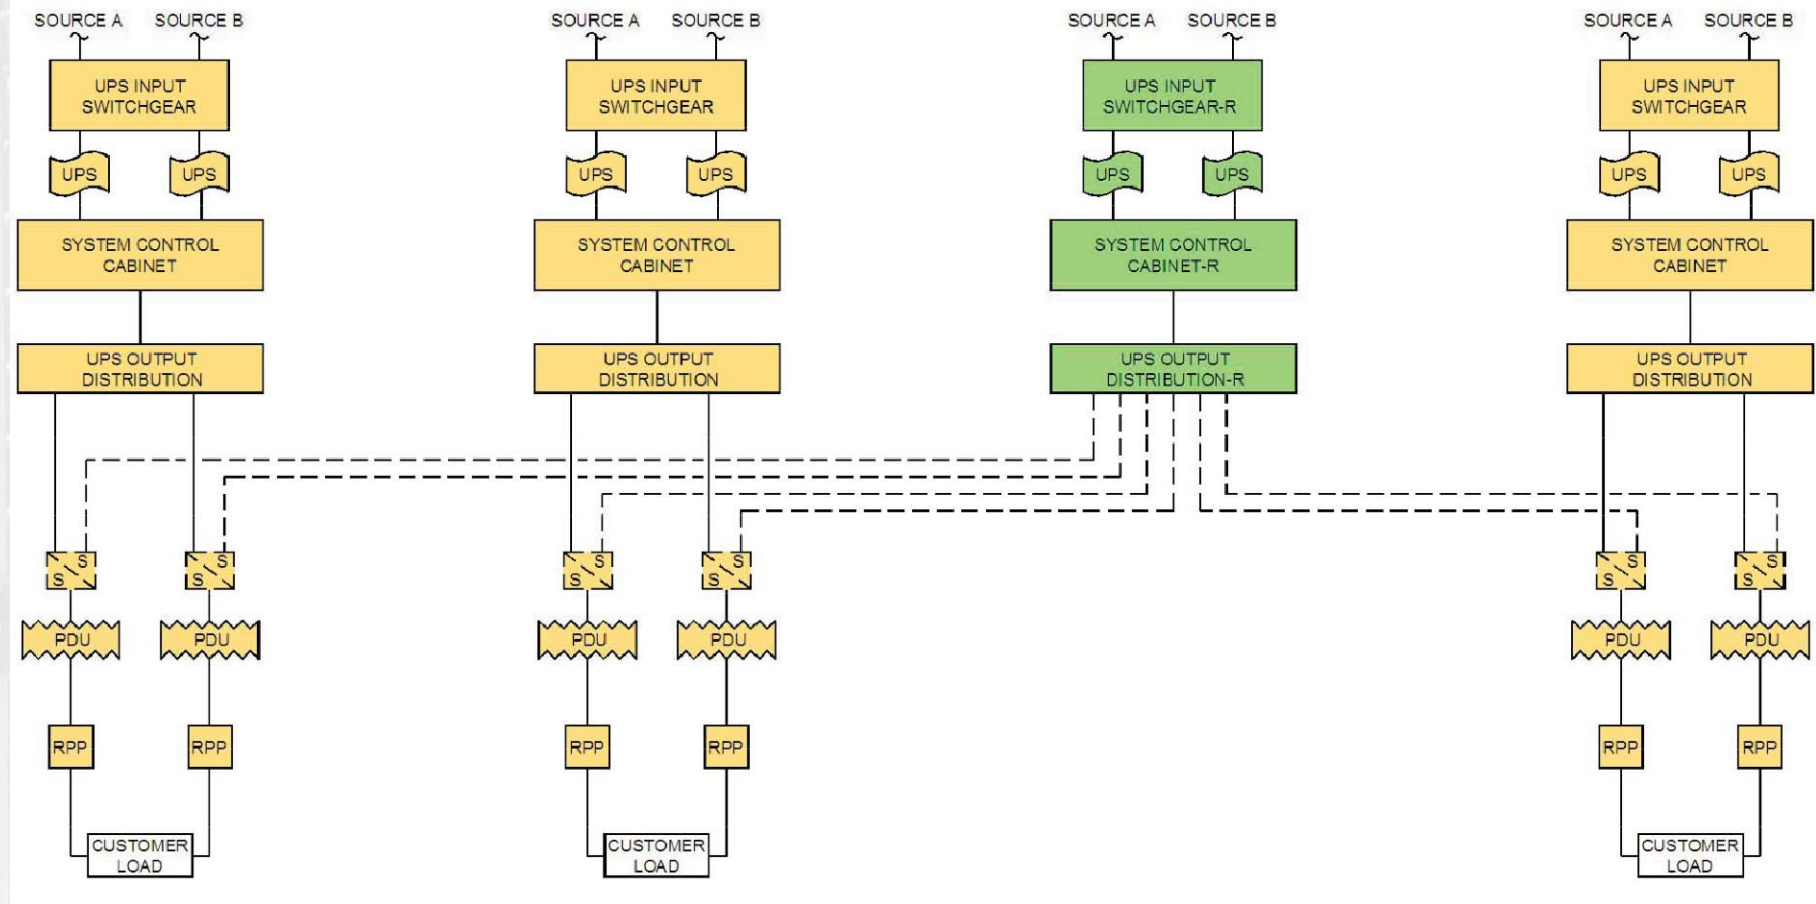 SOURCE A SOURCE B SOURCE A SOURCE B SOURCE A SOURCE B SOURCE A SOURCE B
UPS INPUT
SWITCHGEAR
UPS INPUT
SWITCHGEAR
UPS INPUT
SWITCHGEAR-R
UPS INPUT
SWITCHGEAR
UPS UPS UPS UPS UPS UPS UPS UPS
SYSTEM CONTROL
CABINET
SYSTEM CONTROL
CABINET
SYSTEM CONTROL
CABINET-R
SYSTEM CONTROL
CABINET
UPS OUTPUT
DISTRIBUTION
UPS OUTPUT
DISTRIBUTION
UPS OUTPUT
DISTRIBUTION-R
UPS OUTPUT
DISTRIBUTION
S S S S S S
S S S S S S
PDU PDU PDU PDU PDU PDU
RPP RPP RPP RPP RPP RPP
CUSTOMER
LOAD
CUSTOMER
LOAD
CUSTOMER
LOAD